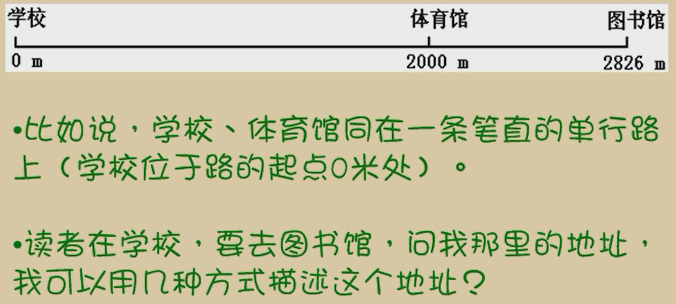 学校 体育馆 图书馆
0 m 2000 m 2826 m
•比如说，学校、体育馆同在一条笔直的单行路
上（学校位于路的起点0米处）。
•读者在学校，要去图书馆，问我那里的地址，
我可以用几种方式描述这个地址？